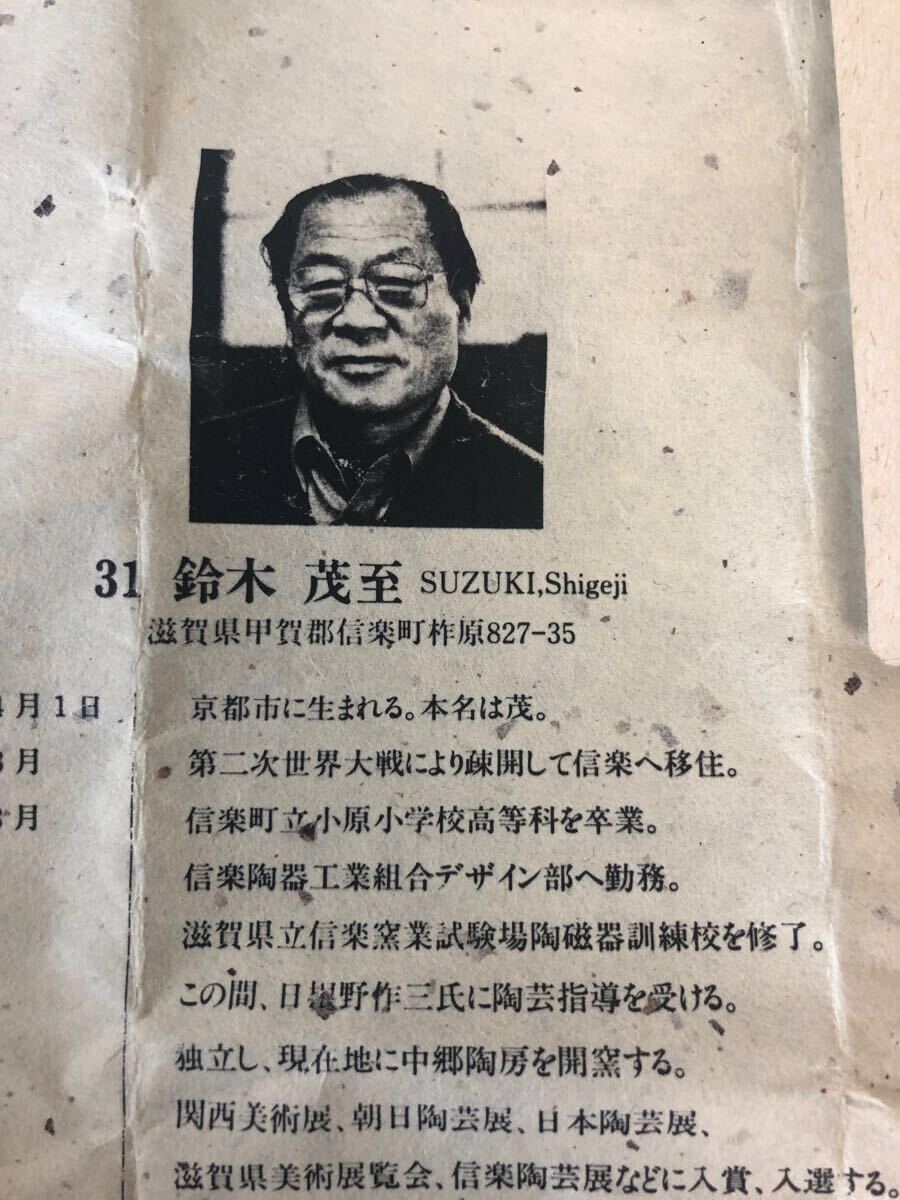 31 鈴木 茂至 SUZUKI,Shigeji
滋賀県甲賀郡信楽町柞原827-35
月1日 京都市に生まれる。本名は茂。
月 第二次世界大戦により疎開して信楽へ移住。
月 信楽町立小原小学校高等科を卒業。
信楽陶器工業組合デザイン部へ勤務。
滋賀県立信楽窯業試験場陶磁器訓練校を修了。
この間、日根野作三氏に陶芸指導を受ける。
独立し、現在地に中郷陶房を開窯する。
関西美術展、朝日陶芸展、日本陶芸展、
滋賀県美術展覧会、信楽陶芸展などに入賞、入選する。